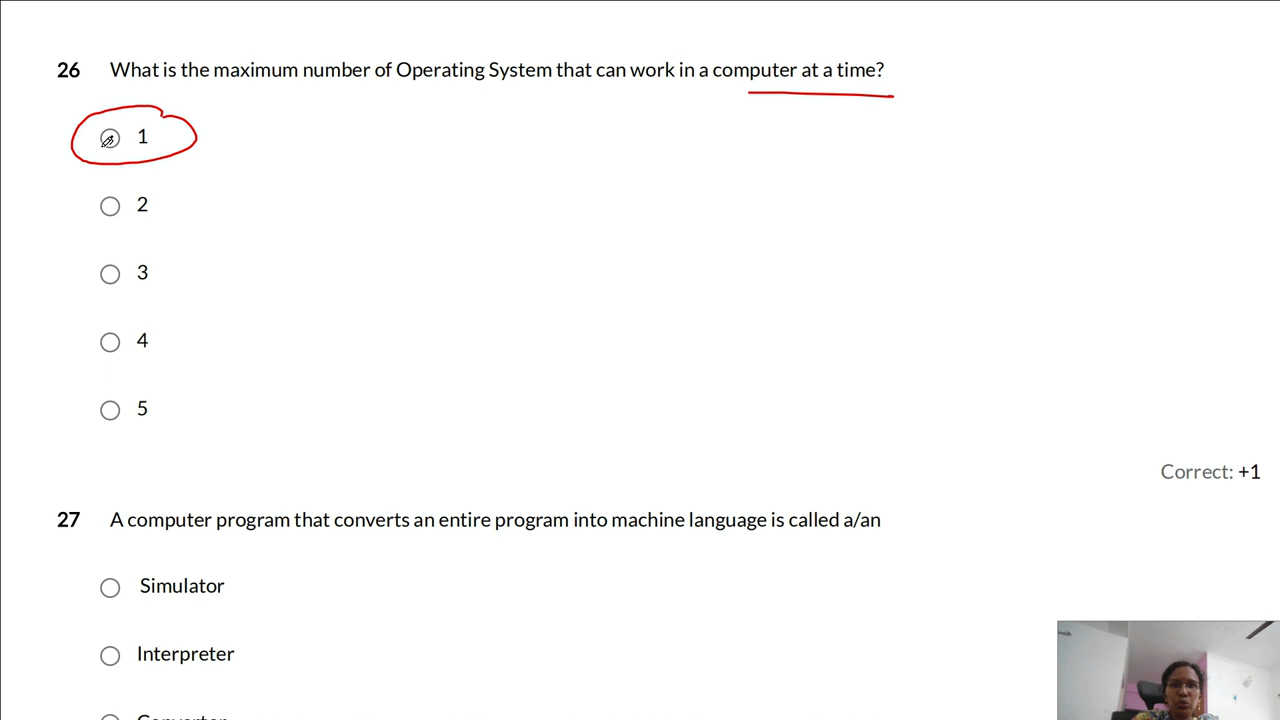 26 What is the maximum number of Operating System that can work in a computer at a time?
1
2
3
4
5
Correct: +1
27 A computer program that converts an entire program into machine language is called a/an
Simulator
Interpreter